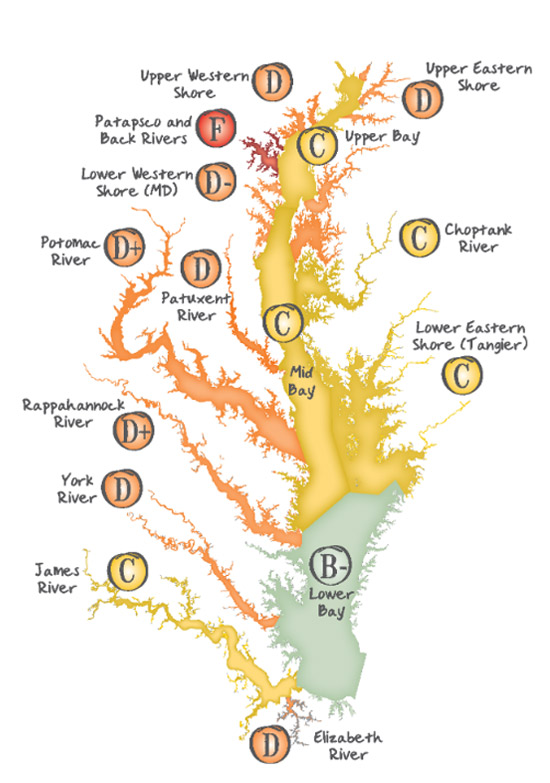 Upper Western
Shore
D
Upper Eastern
Shore
D
Patapsco and
Back Rivers
F
C
Upper Bay
Lower Western
Shore (MD)
D-
Potomac
River
D+
D
Patuxent
River
C
Choptank
River
C
Mid
Bay
Lower Eastern
Shore (Tangier)
C
Rappahannock
River
D+
York
River
D
James
River
C
B-
Lower
Bay
D
Elizabeth
River